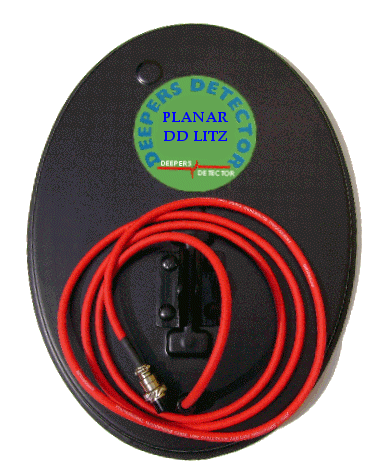 DEEPERS DETECTOR
PLANAR
DD LITZ
DEEPERS
DETECTOR